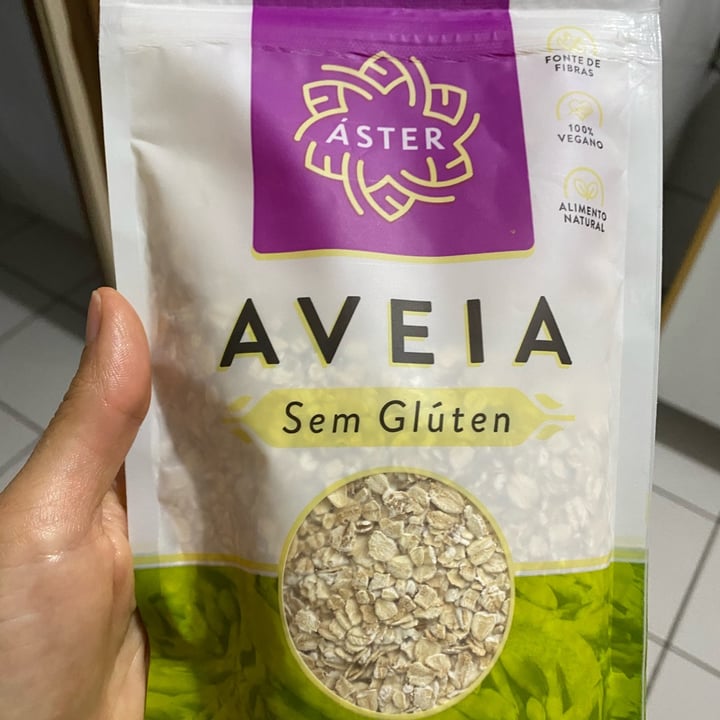 ÁSTER
FONTE DE
FIBRAS
100%
VEGANO
ALIMENTO
NATURAL
AVEIA
Sem Glúten